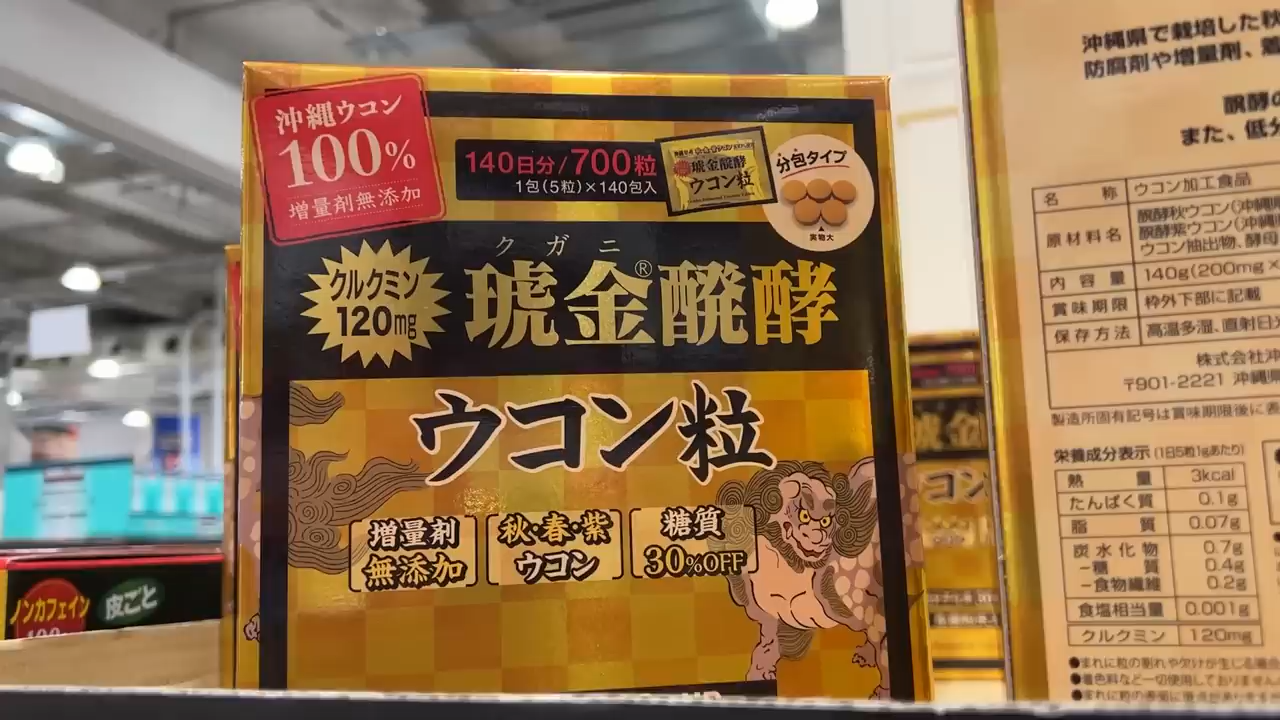 沖縄ウコン
100%
増量剤無添加
140日分/700粒
1包(5粒)×140包入
琥金醗酵
ウコン粒
分包タイプ
実物大
クルクミン
120mg
クガニ
琥金®醗酵
ウコン粒
増量剤
無添加
秋・春・紫
ウコン
糖質
30%OFF
ノンカフェイン
皮ごと
沖縄県で栽培した秋
防腐剤や増量剤、着
醗酵の
また、低分
名称 ウコン加工食品
原材料名 醗酵秋ウコン(沖縄
醗酵紫ウコン(沖縄
ウコン抽出物、酵母
内容量 140g(200mg×
賞味期限 枠外下部に記載
保存方法 高温多湿、直射日
株式会社沖
〒901-2221 沖縄県
製造所固有記号は賞味期限後に表
栄養成分表示(1日5粒1gあたり)
熱量 3kcal
たんぱく質 0.1g
脂質 0.07g
炭水化物 0.7g
-糖質 0.4g
-食物繊維 0.2g
食塩相当量 0.001g
クルクミン 120mg
●まれに粒の割れや欠けが生じる場合
●着色料など一切使用しておりません